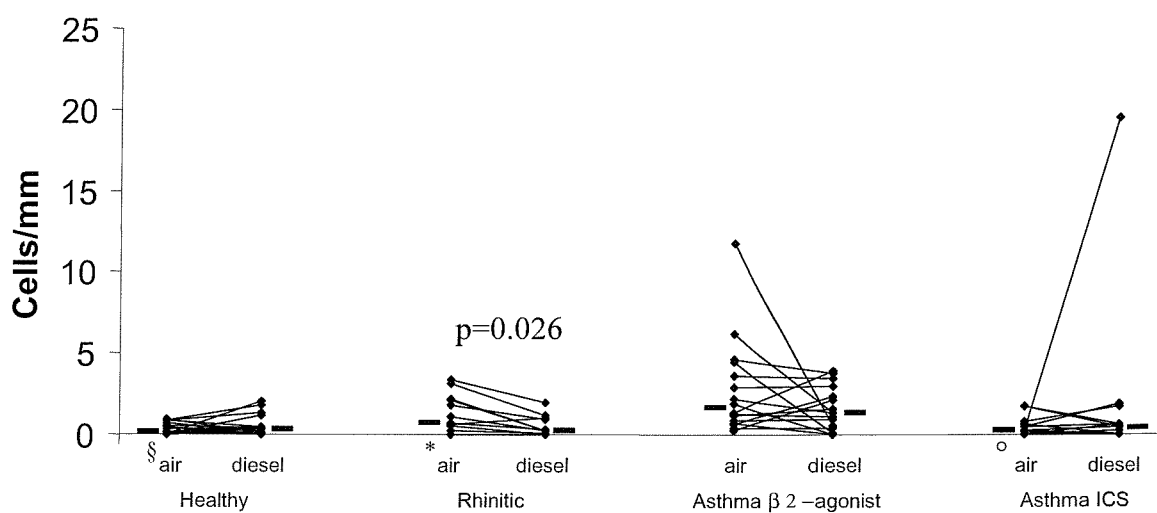 25
20
15
10
5
0
Cells/mm
p=0.026
§ air diesel * air diesel air diesel ° air diesel
Healthy Rhinitic Asthma β 2 –agonist Asthma ICS